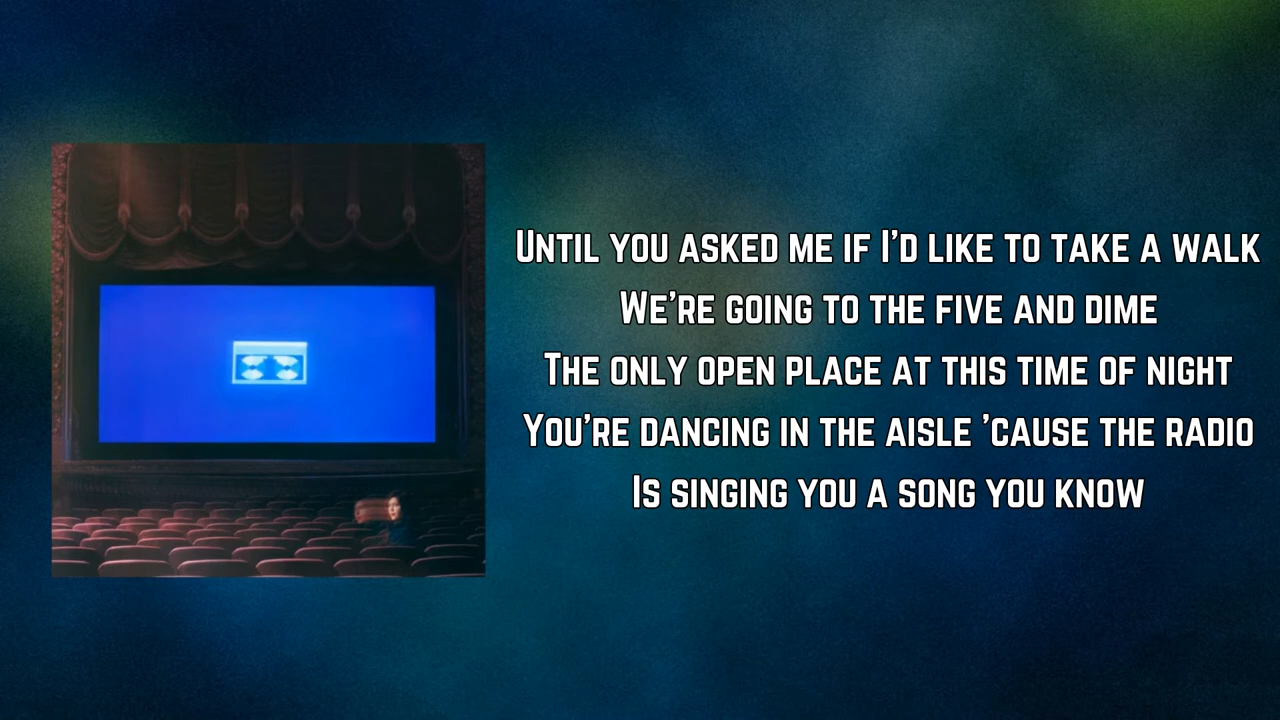 Until you asked me if I'd like to take a walk
We're going to the five and dime
The only open place at this time of night
You're dancing in the aisle 'cause the radio
Is singing you a song you know